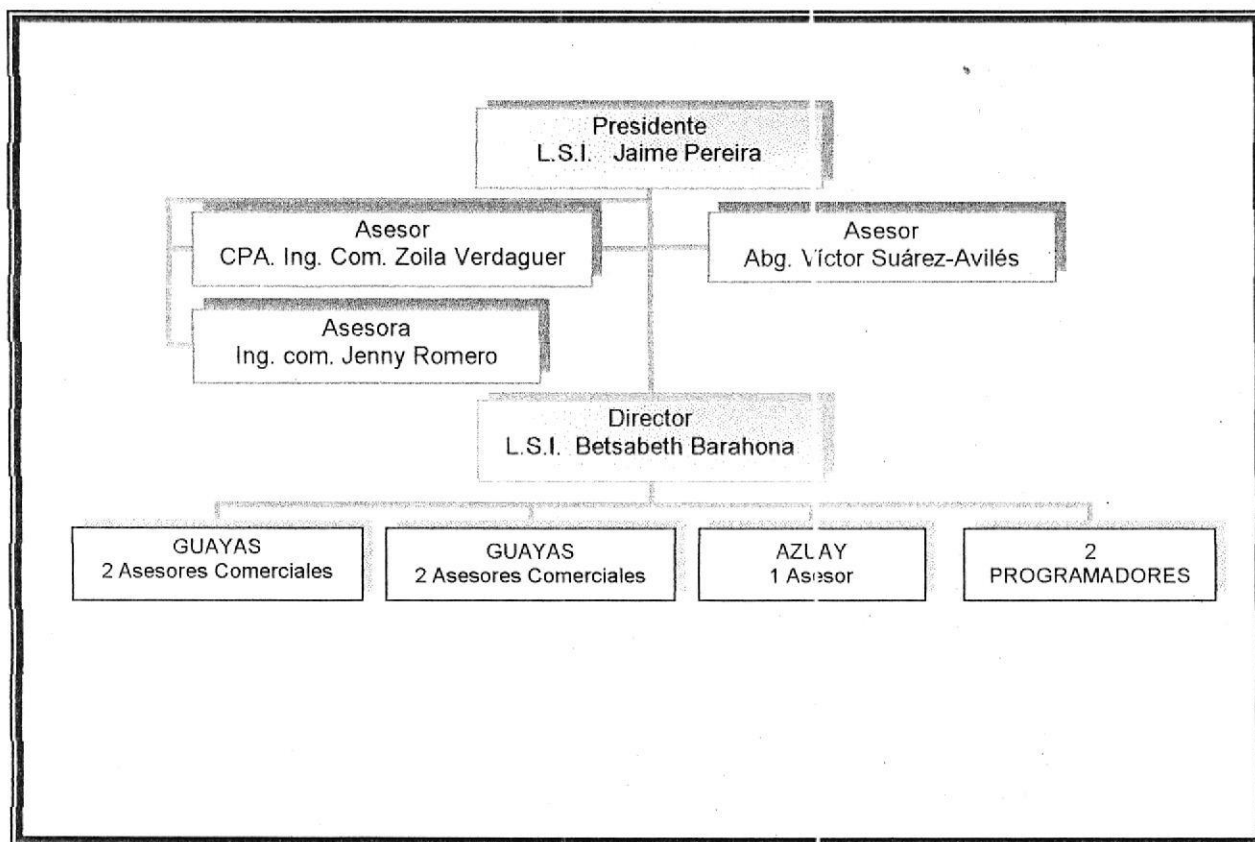 Presidente
L.S.I. Jaime Pereira
Asesor
CPA. Ing. Com. Zoila Verdaguer
Asesor
Abg. Víctor Suárez-Avilés
Asesora
Ing. com. Jenny Romero
Director
L.S.I. Betsabeth Barahona
GUAYAS
2 Asesores Comerciales
GUAYAS
2 Asesores Comerciales
AZUAY
1 Asesor
2
PROGRAMADORES